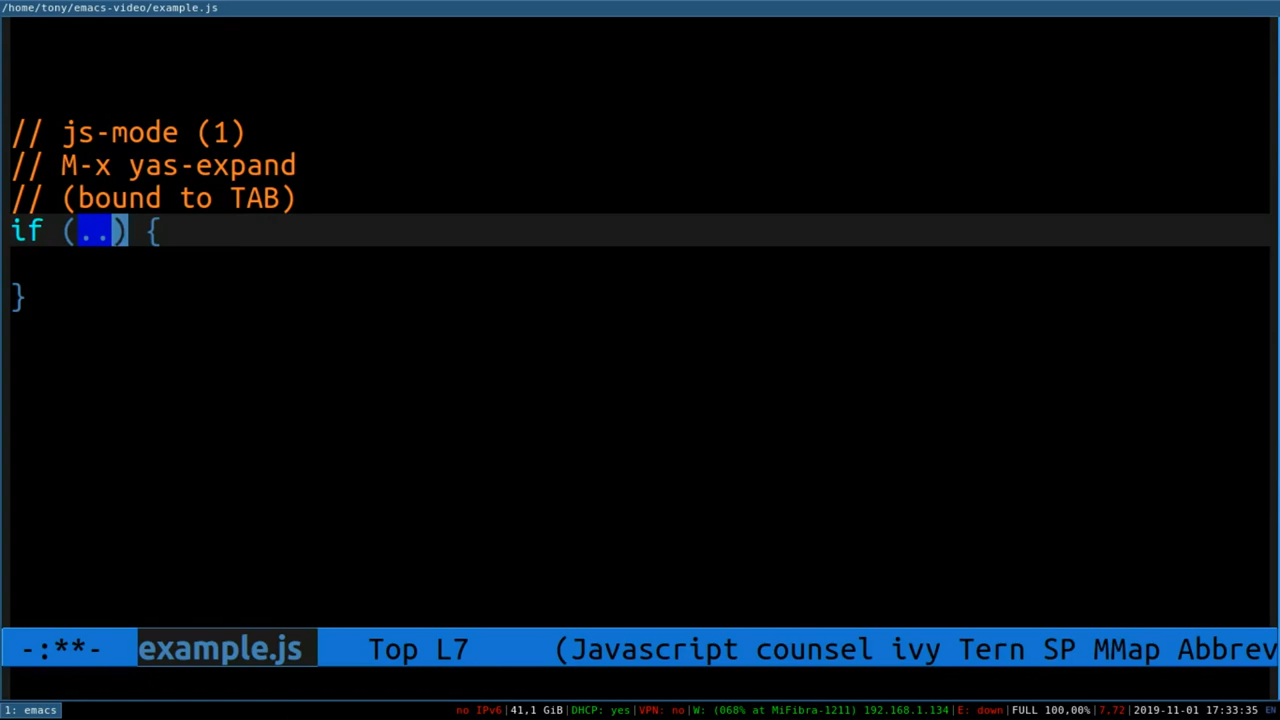 /home/tony/emacs-video/example.js
// js-mode (1)
// M-x yas-expand
// (bound to TAB)
if (..) {
}
-:**- example.js Top L7 (Javascript counsel ivy Tern SP MMap Abbrev
1: emacs no IPv6|41,1 GiB|DHCP: yes|VPN: no|W: (068% at MiFibra-1211) 192.168.1.134|E: down|FULL 100,00%|7.72|2019-11-01 17:33:35 EN